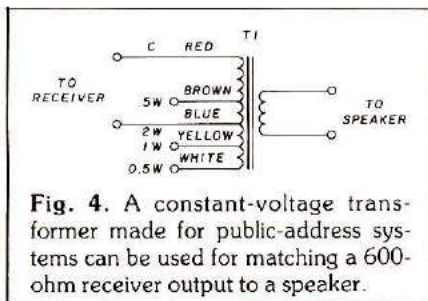 T1
C RED
TO
RECEIVER
BROWN
5W
BLUE
2W
YELLOW
1W
WHITE
0.5W
TO
SPEAKER
Fig. 4. A constant-voltage trans-
former made for public-address sys-
tems can be used for matching a 600-
ohm receiver output to a speaker.